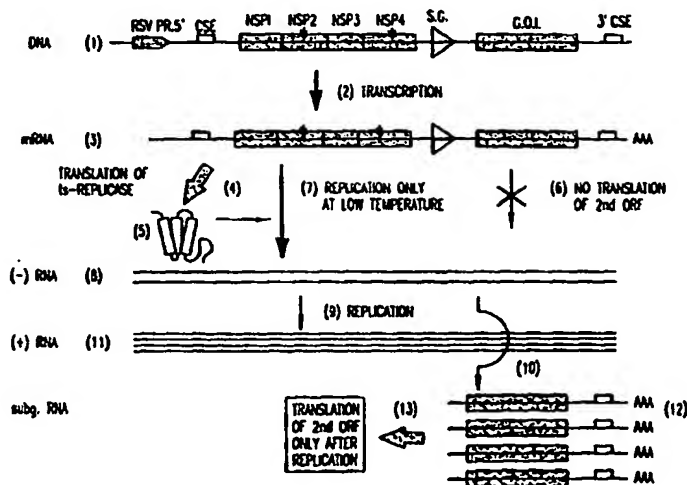 RSV PR.5' CSE NSP1 NSP2 NSP3 NSP4 S.G. G.O.I. 3' CSE
DNA (1)
(2) TRANSCRIPTION
mRNA (3) AAA
TRANSLATION OF
ts-REPLICASE
(4)
(7) REPLICATION ONLY
AT LOW TEMPERATURE
(6) NO TRANSLATION
OF 2nd ORF
(5)
(-) RNA (8)
(9) REPLICATION
(+) RNA (11)
(10)
subg. RNA
(13)
TRANSLATION
OF 2nd ORF
ONLY AFTER
REPLICATION
AAA (12)
AAA
AAA
AAA